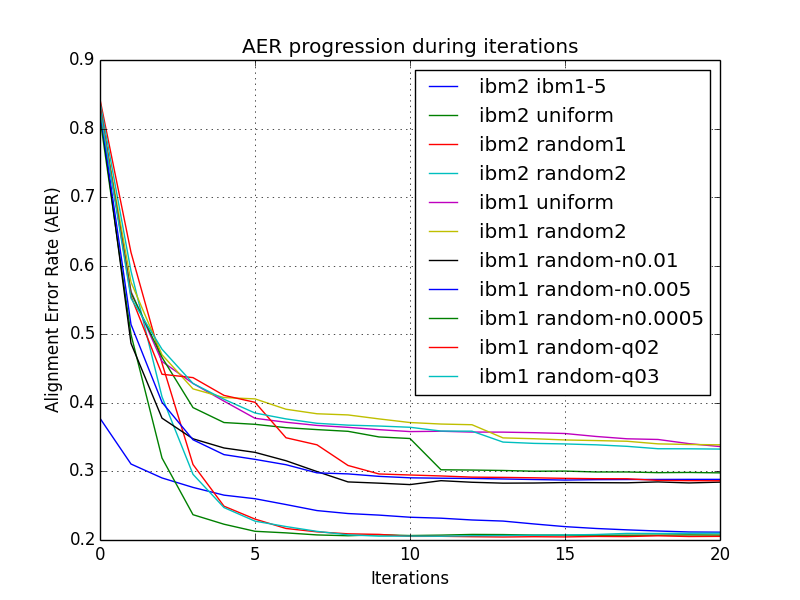 AER progression during iterations
0.9
0.8
0.7
0.6
0.5
0.4
0.3
0.2
Alignment Error Rate (AER)
ibm2 ibm1-5
ibm2 uniform
ibm2 random1
ibm2 random2
ibm1 uniform
ibm1 random2
ibm1 random-n0.01
ibm1 random-n0.005
ibm1 random-n0.0005
ibm1 random-q02
ibm1 random-q03
0 5 10 15 20
Iterations